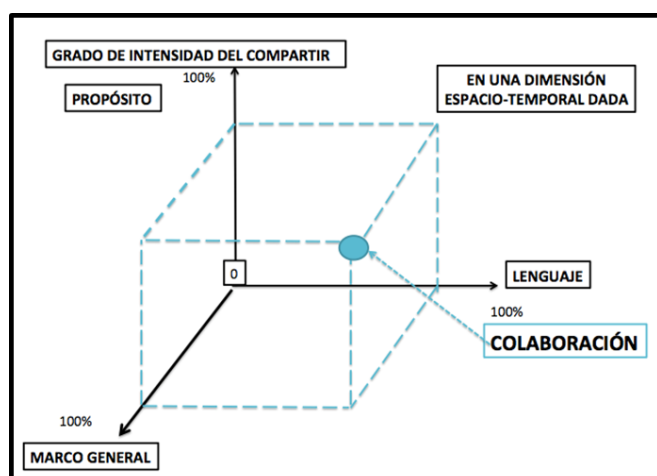 GRADO DE INTENSIDAD DEL COMPARTIR
100%
PROPÓSITO
EN UNA DIMENSIÓN
ESPACIO-TEMPORAL DADA
0
LENGUAJE
100%
COLABORACIÓN
100%
MARCO GENERAL